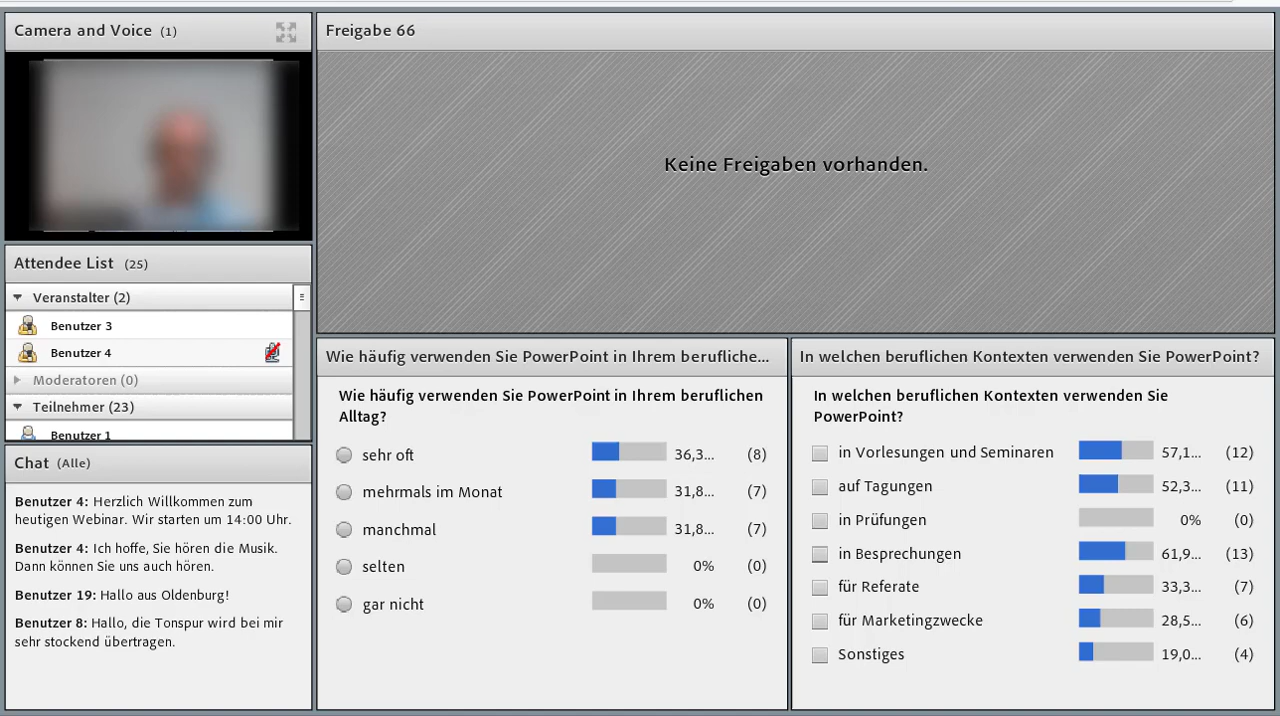 Camera and Voice (1)
Attendee List (25)
Veranstalter (2)
Benutzer 3
Benutzer 4
Moderatoren (0)
Teilnehmer (23)
Benutzer 1
Chat (Alle)
Benutzer 4: Herzlich Willkommen zum
heutigen Webinar. Wir starten um 14:00 Uhr.
Benutzer 4: Ich hoffe, Sie hören die Musik.
Dann können Sie uns auch hören.
Benutzer 19: Hallo aus Oldenburg!
Benutzer 8: Hallo, die Tonspur wird bei mir
sehr stockend übertragen.
Freigabe 66
Keine Freigaben vorhanden.
Wie häufig verwenden Sie PowerPoint in Ihrem berufliche...
Wie häufig verwenden Sie PowerPoint in Ihrem beruflichen
Alltag?
sehr oft 36,3... (8)
mehrmals im Monat 31,8... (7)
manchmal 31,8... (7)
selten 0% (0)
gar nicht 0% (0)
In welchen beruflichen Kontexten verwenden Sie PowerPoint?
In welchen beruflichen Kontexten verwenden Sie
PowerPoint?
in Vorlesungen und Seminaren 57,1... (12)
auf Tagungen 52,3... (11)
in Prüfungen 0% (0)
in Besprechungen 61,9... (13)
für Referate 33,3... (7)
für Marketingzwecke 28,5... (6)
Sonstiges 19,0... (4)